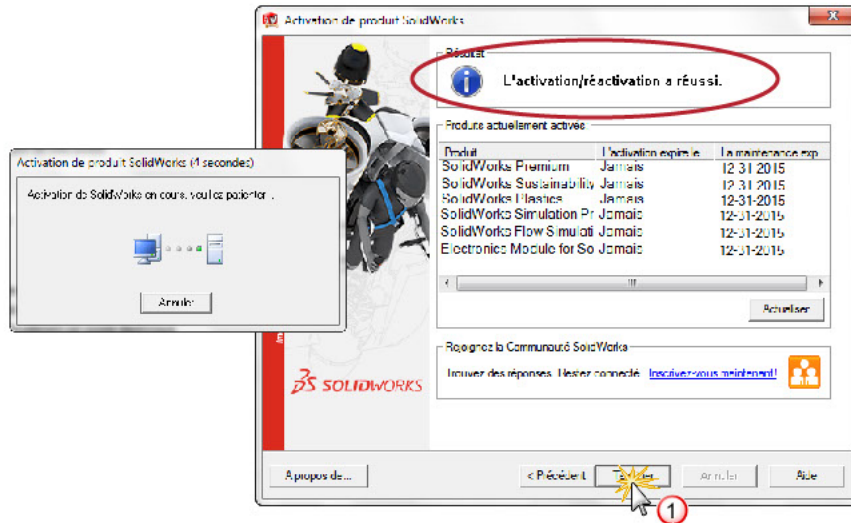 Activation de produit SolidWorks
Résultat
L'activation/réactivation a réussi.
Produits actuellement activés
Produit L'activation expire le La maintenance exp
SolidWorks Premium Jamais 12-31-2015
SolidWorks Sustainability Jamais 12-31-2015
SolidWorks Plastics Jamais 12-31-2015
SolidWorks Simulation Pr Jamais 12-31-2015
SolidWorks Flow Simulati Jamais 12-31-2015
Electronics Module for So Jamais 12-31-2015
Actualiser
Rejoignez la Communauté SolidWorks
Trouvez des réponses. Restez connecté. Inscrivez-vous maintenant!
SOLIDWORKS
A propos de... < Précédent Annuler Aide
1
Activation de produit SolidWorks (4 secondes)
Activation de SolidWorks en cours, veuillez patienter...
Annuler